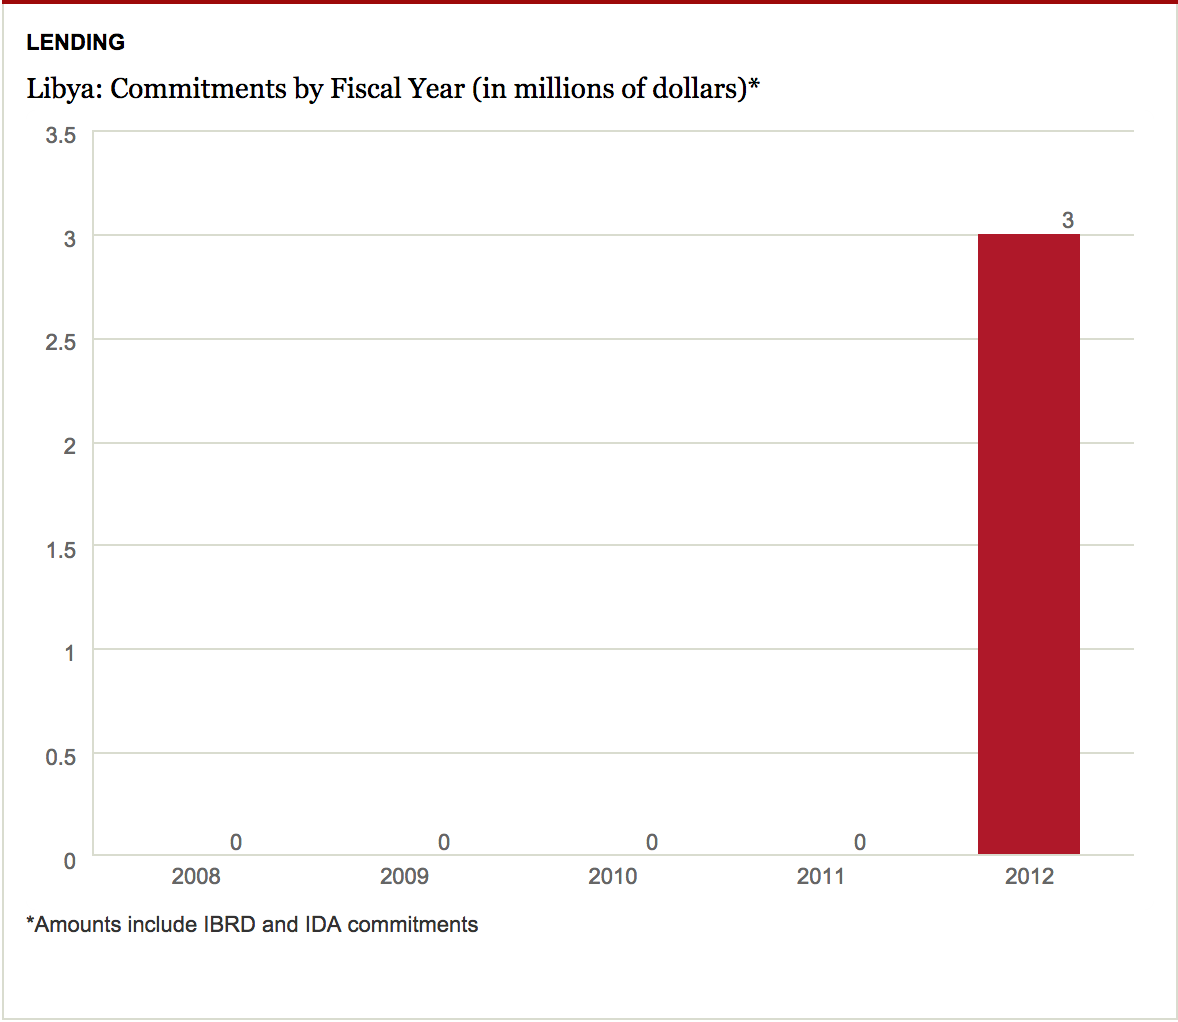 LENDING
Libya: Commitments by Fiscal Year (in millions of dollars)*
3.5
3
3
2.5
2
1.5
1
0.5
0 0 0 0
0
2008 2009 2010 2011 2012
*Amounts include IBRD and IDA commitments